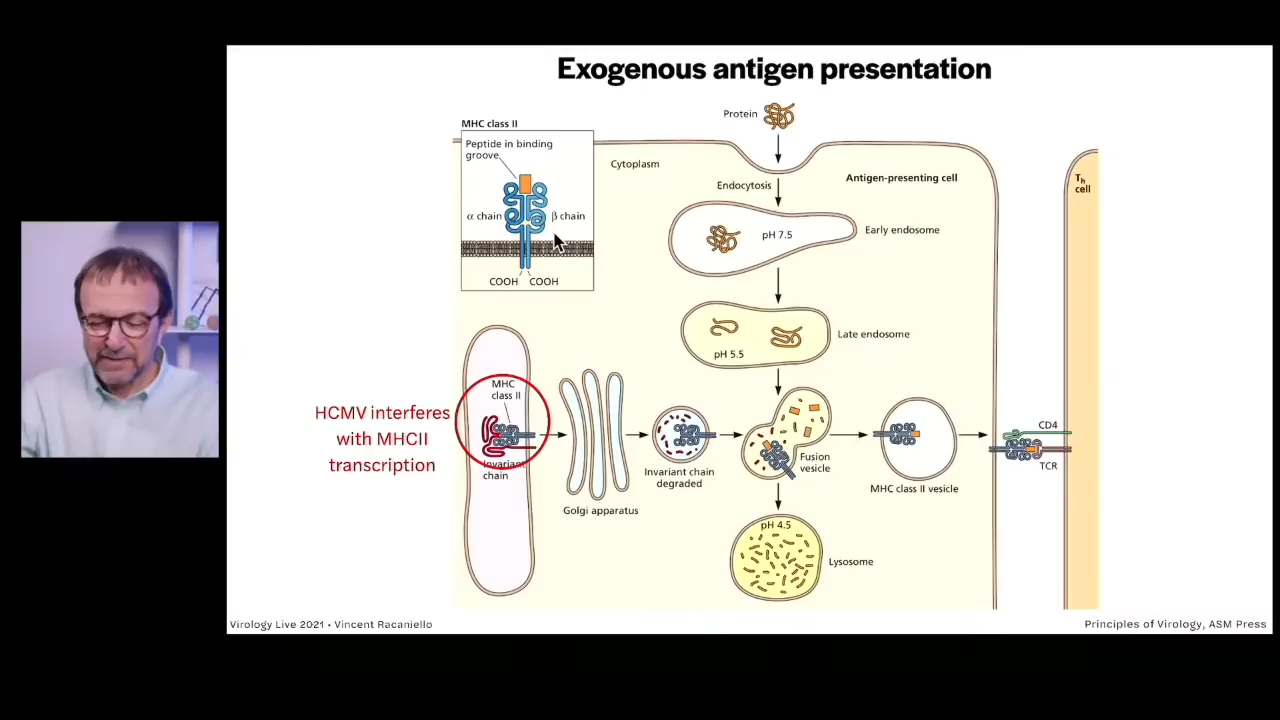 Exogenous antigen presentation
MHC class II
Peptide in binding
groove
α chain
β chain
COOH
COOH
Cytoplasm
Protein
Endocytosis
Antigen-presenting cell
Th
cell
pH 7.5
Early endosome
pH 5.5
Late endosome
HCMV interferes
with MHCII
transcription
MHC
class II
Invariant
chain
Golgi apparatus
Invariant chain
degraded
Fusion
vesicle
MHC class II vesicle
CD4
TCR
pH 4.5
Lysosome
Virology Live 2021 • Vincent Racaniello
Principles of Virology, ASM Press